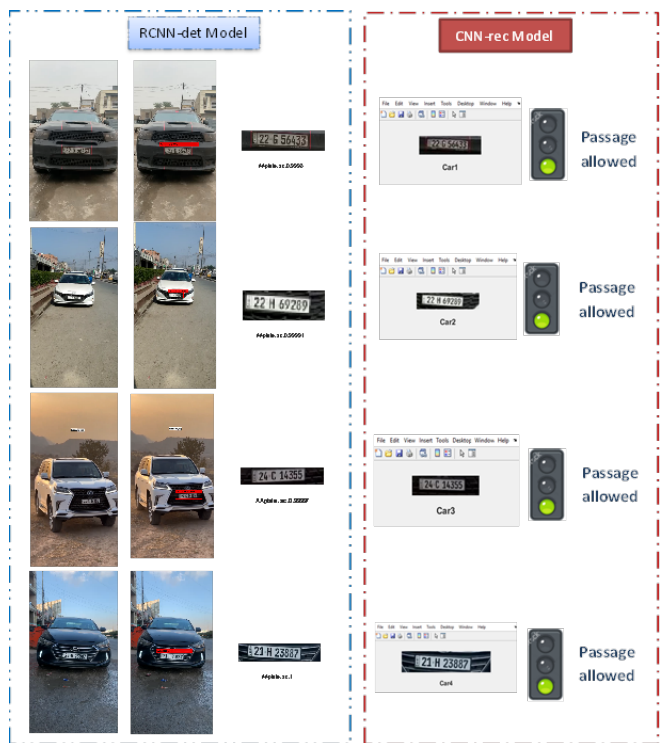 RCNN-det Model
CNN-rec Model
22 G 56433
File Edit View Insert Tools Desktop Window Help
22 G 56433
Car1
Passage
allowed
22 H 69289
File Edit View Insert Tools Desktop Window Help
22 H 69289
Car2
Passage
allowed
24 C 14355
File Edit View Insert Tools Desktop Window Help
24 C 14355
Car3
Passage
allowed
21 H 23887
File Edit View Insert Tools Desktop Window Help
21 H 23887
Car4
Passage
allowed